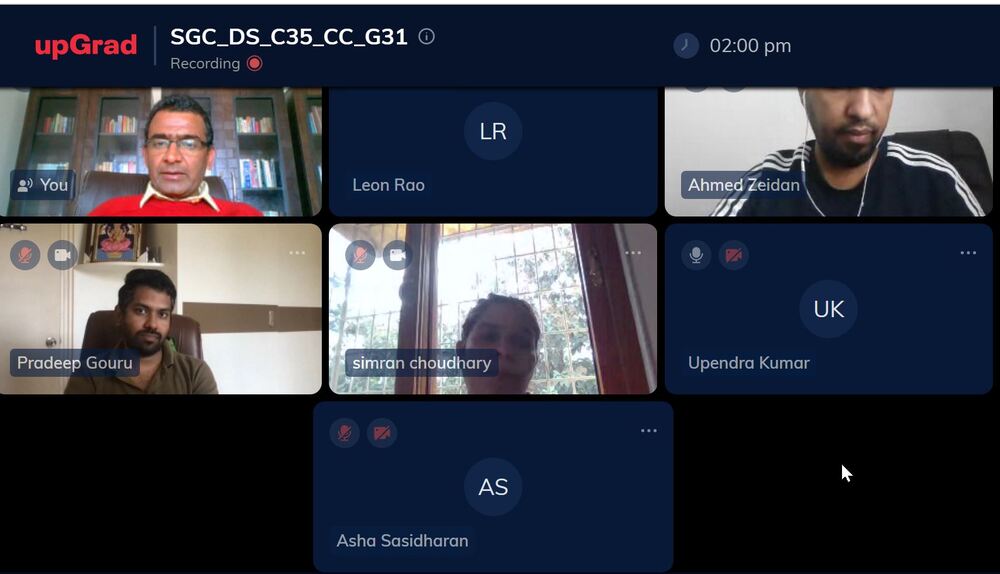 upGrad
SGC_DS_C35_CC_G31
Recording
02:00 pm
You
LR
Leon Rao
Ahmed Zeidan
Pradeep Gouru
simran choudhary
UK
Upendra Kumar
AS
Asha Sasidharan